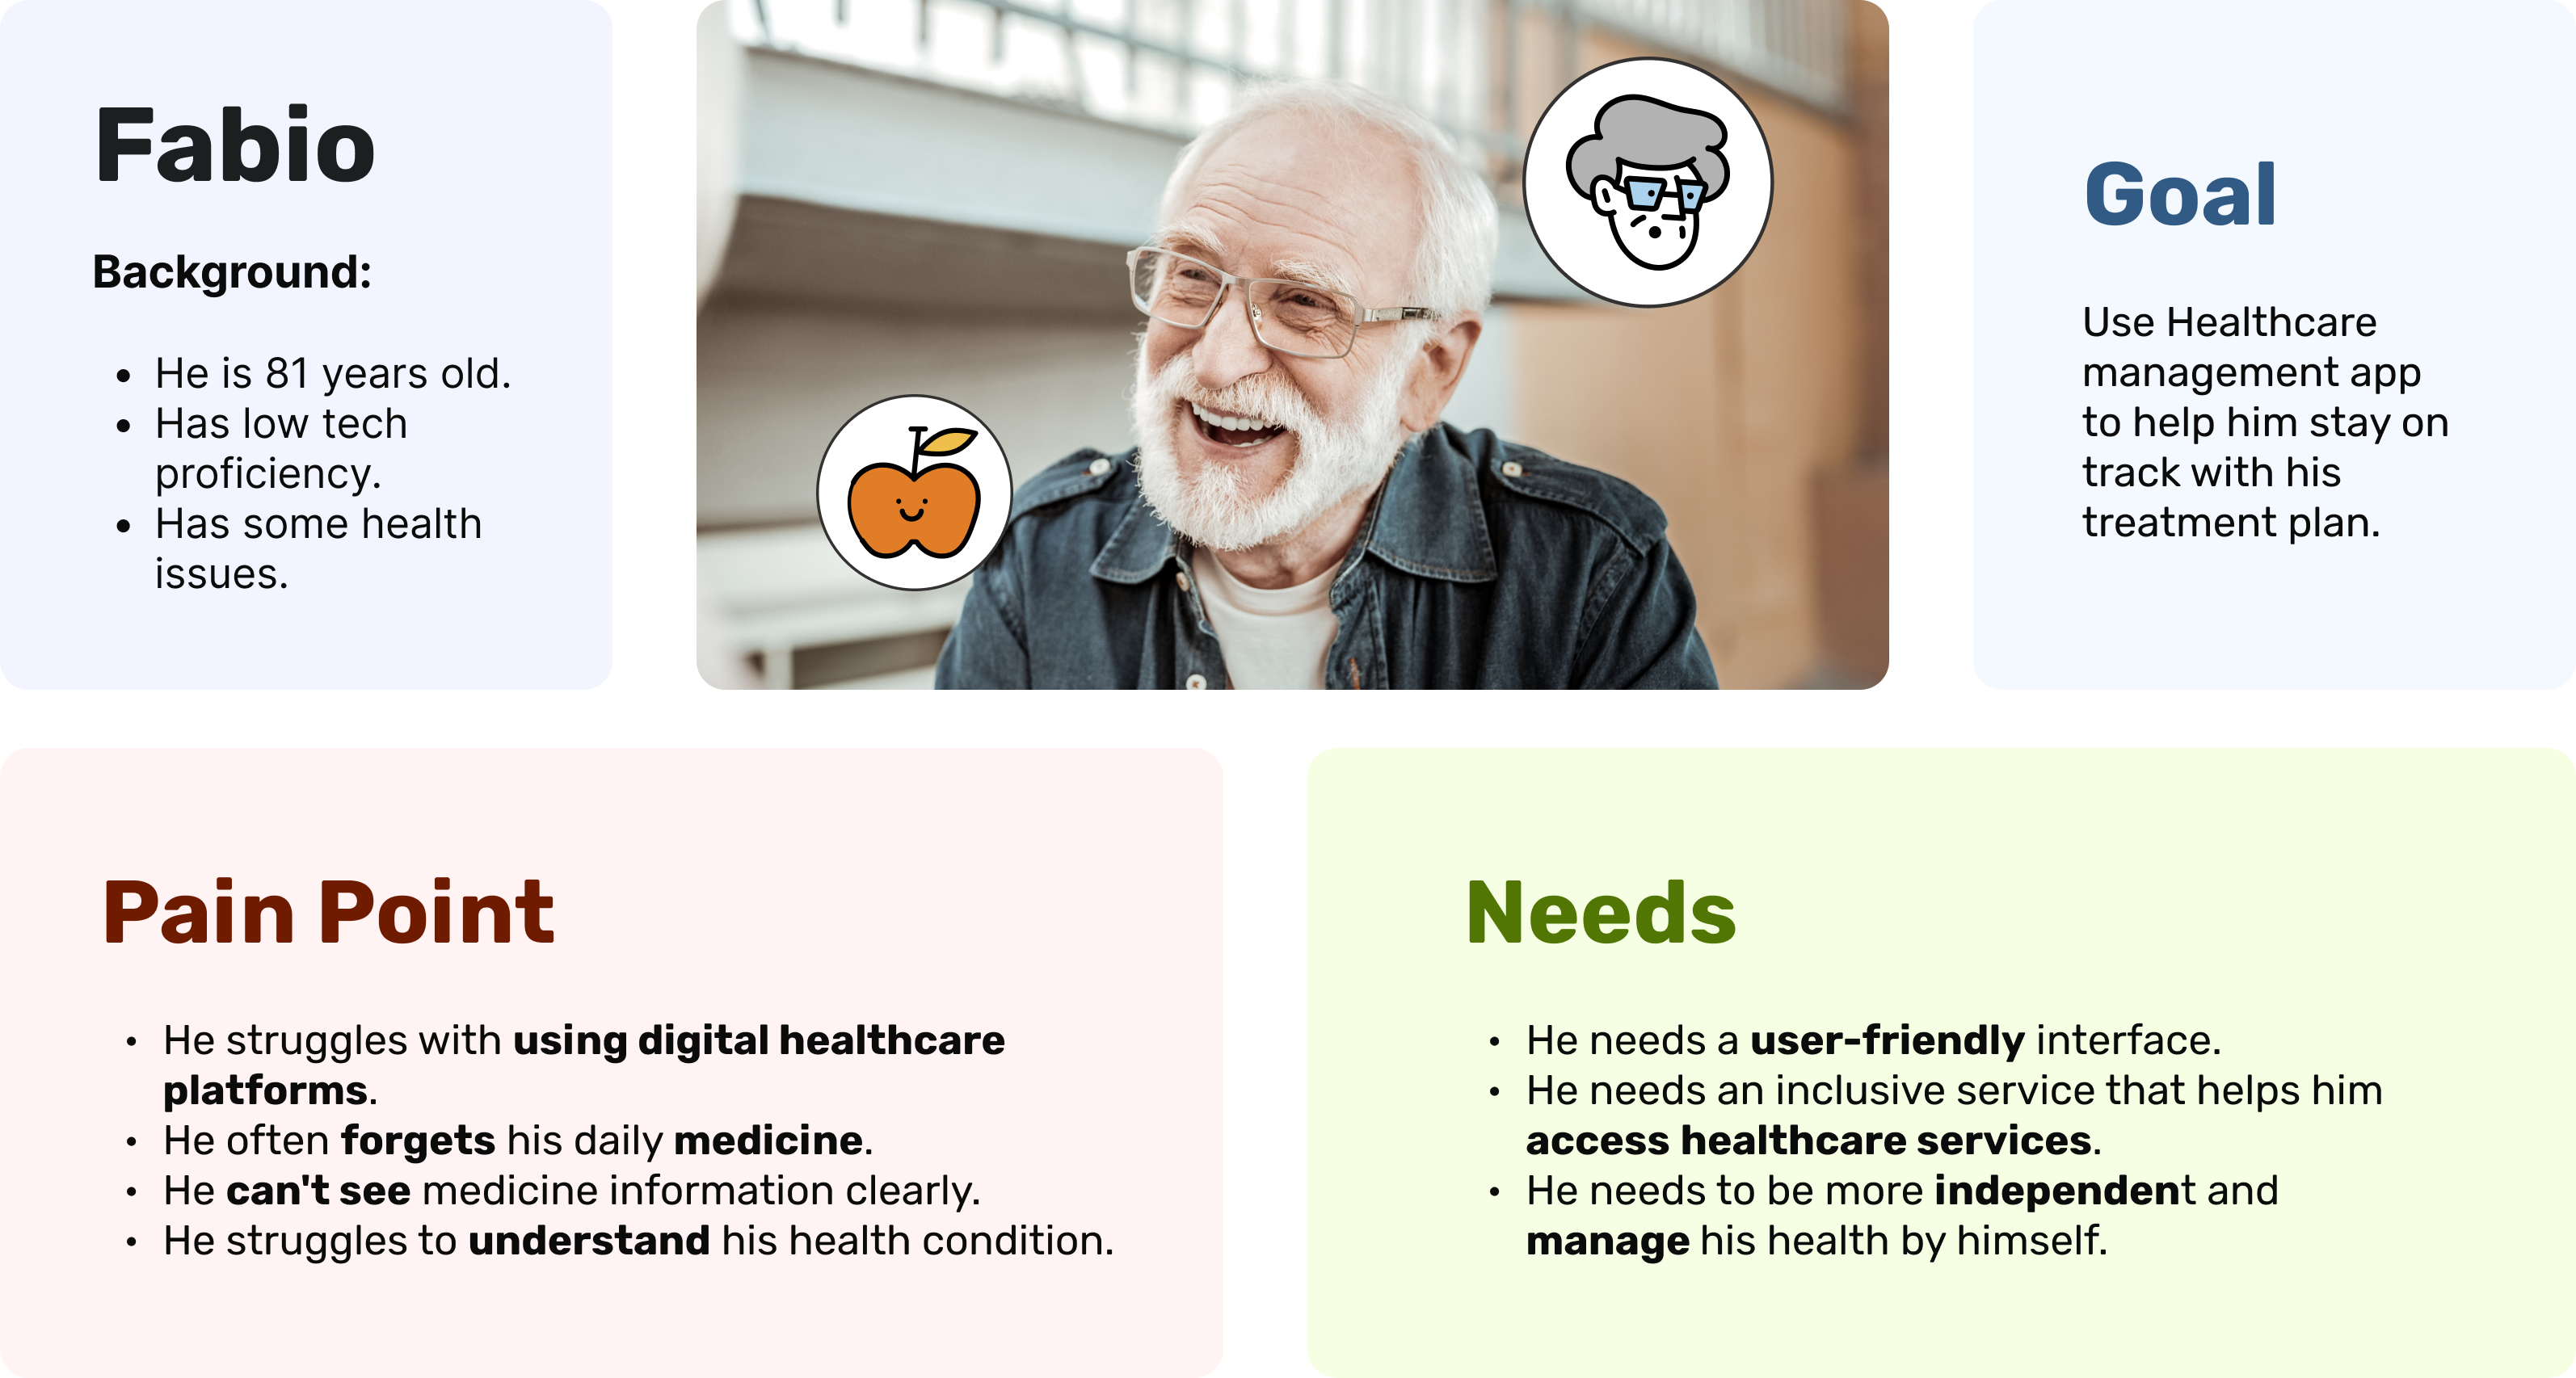 Fabio
Background:
• He is 81 years old.
• Has low tech
proficiency.
• Has some health
issues.
Goal
Use Healthcare
management app
to help him stay on
track with his
treatment plan.
Pain Point
• He struggles with using digital healthcare
platforms.
• He often forgets his daily medicine.
• He can't see medicine information clearly.
• He struggles to understand his health condition.
Needs
• He needs a user-friendly interface.
• He needs an inclusive service that helps him
access healthcare services.
• He needs to be more independent and
manage his health by himself.